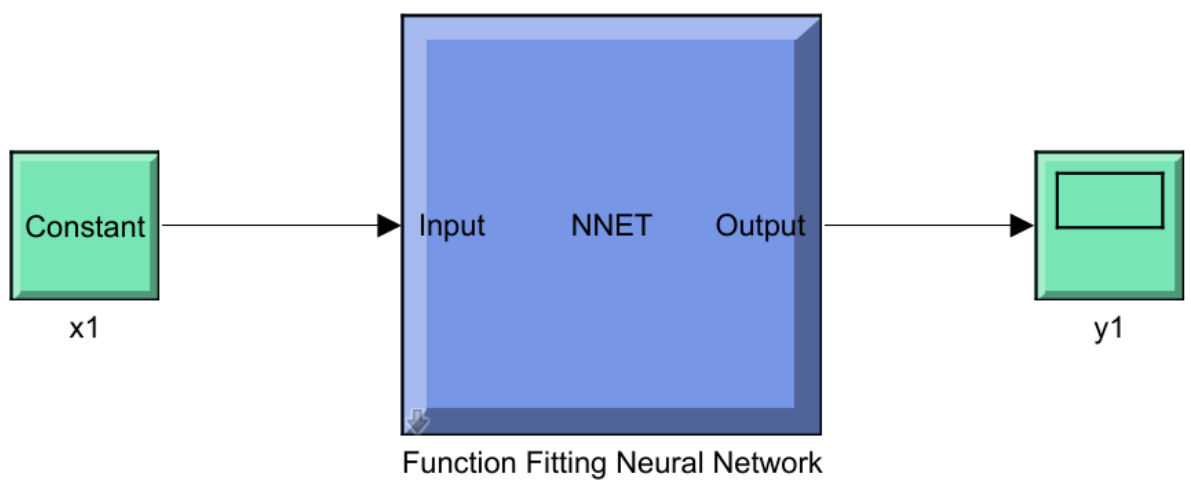 Constant
x1
Input NNET Output
Function Fitting Neural Network
y1